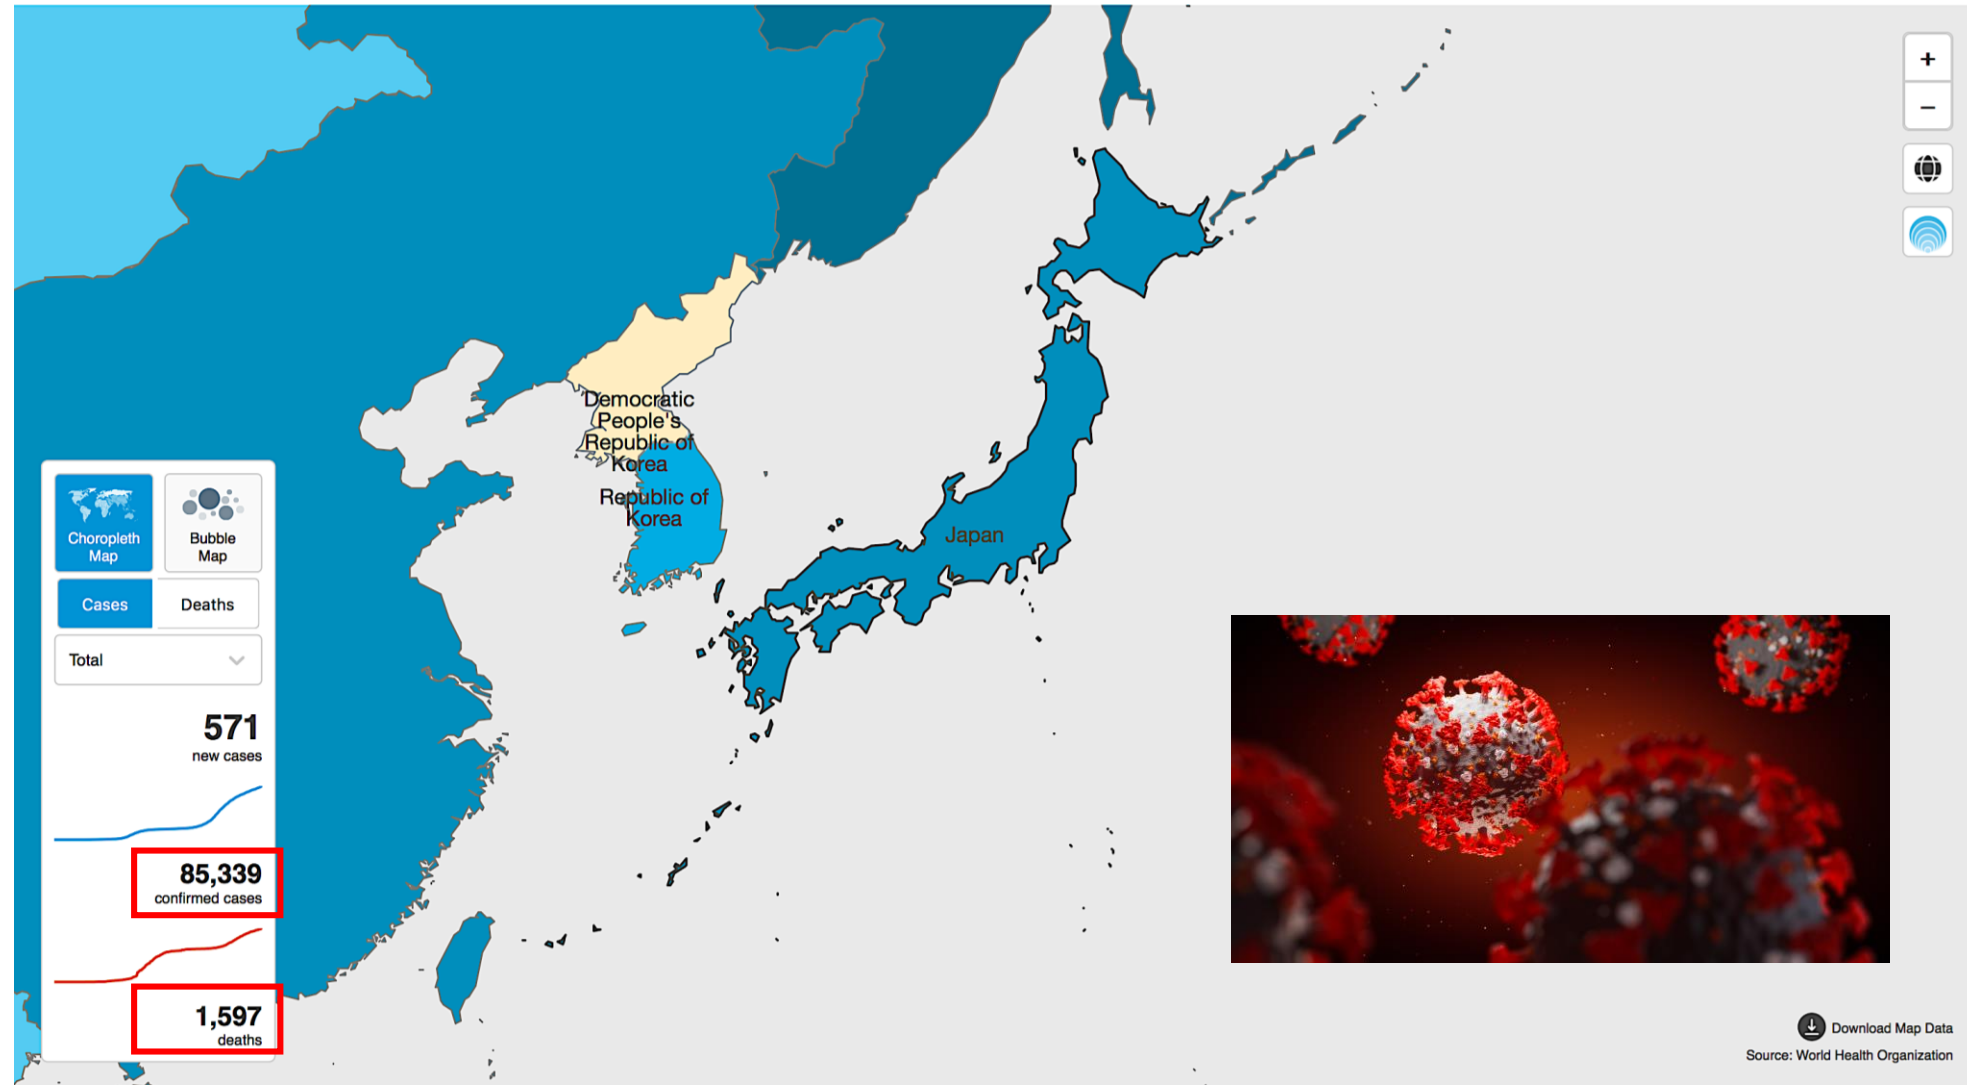 +
−
Democratic
People's
Republic of
Korea
Republic of
Korea
Japan
Choropleth
Map
Bubble
Map
Cases
Deaths
Total
571
new cases
85,339
confirmed cases
1,597
deaths
Download Map Data
Source: World Health Organization